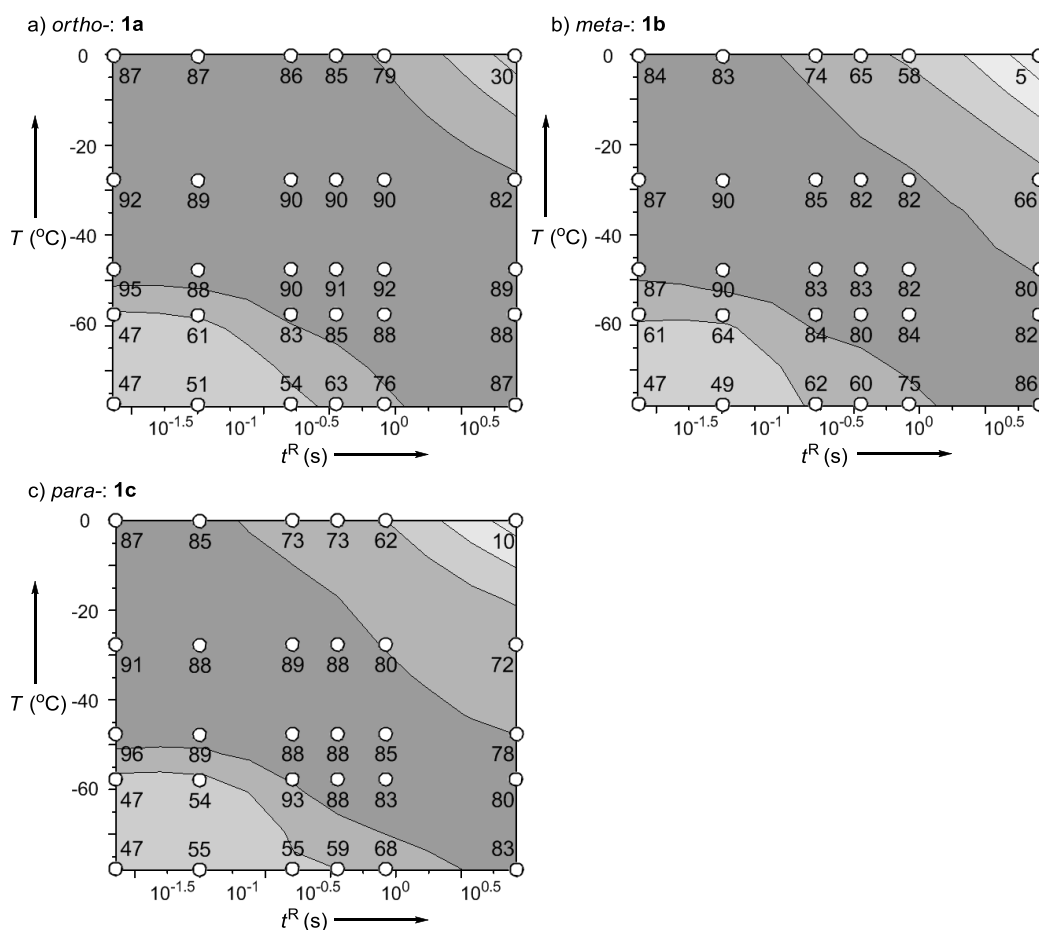 a) ortho-: 1a
0
87 87 86 85 79 30
-20
92 89 90 90 90 82
-40
T (°C)
95 88 90 91 92 89
-60
47 61 83 85 88 88
47 51 54 63 76 87
10^-1.5 10^-1 10^-0.5 10^0 10^0.5
t^R (s)
b) meta-: 1b
0
84 83 74 65 58 5
-20
87 90 85 82 82 66
-40
T (°C)
87 90 83 83 82 80
-60
61 64 84 80 84 82
47 49 62 60 75 86
10^-1.5 10^-1 10^-0.5 10^0 10^0.5
t^R (s)
c) para-: 1c
0
87 85 73 73 62 10
-20
91 88 89 88 80 72
-40
T (°C)
96 89 88 88 85 78
-60
47 54 93 88 83 80
47 55 55 59 68 83
10^-1.5 10^-1 10^-0.5 10^0 10^0.5
t^R (s)